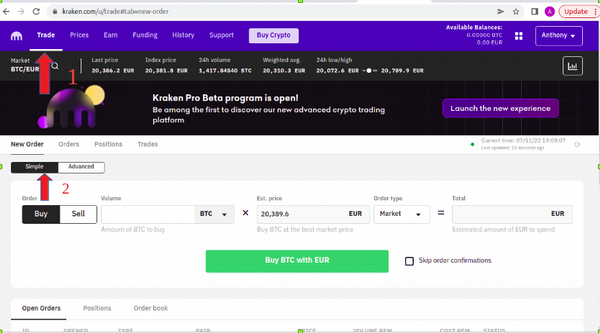 kraken.com/u/trade#tab=new-order
A
Update
Trade
Prices
Earn
Funding
History
Support
Buy Crypto
Available Balances:
0.00000 BTC
0.00 EUR
Anthony
Market
BTC/EUR
Last price
20,386.2 EUR
Index price
20,381.8 EUR
24h volume
1,417.84540 BTC
Weighted avg.
20,310.3 EUR
24h low/high
20,072.6 EUR
20,789.9 EUR
1
Kraken Pro Beta program is open!
Be among the first to discover our new advanced crypto trading
platform
Launch the new experience
New Order
Orders
Positions
Trades
Current time: 07/11/22 19:08:07
Last updated: 15 seconds ago
Simple
Advanced
2
Order
Volume
Est. price
Order type
Total
Buy
Sell
BTC
×
20,389.6
EUR
Market
=
EUR
Amount of BTC to buy
Buy BTC at the best market price
Estimated amount of EUR to spend
Buy BTC with EUR
Skip order confirmations
Open Orders
Positions
Order book
ID
OPENED
TYPE
PAIR
PRICE
VOLUME REM.
COST REM.
STATUS